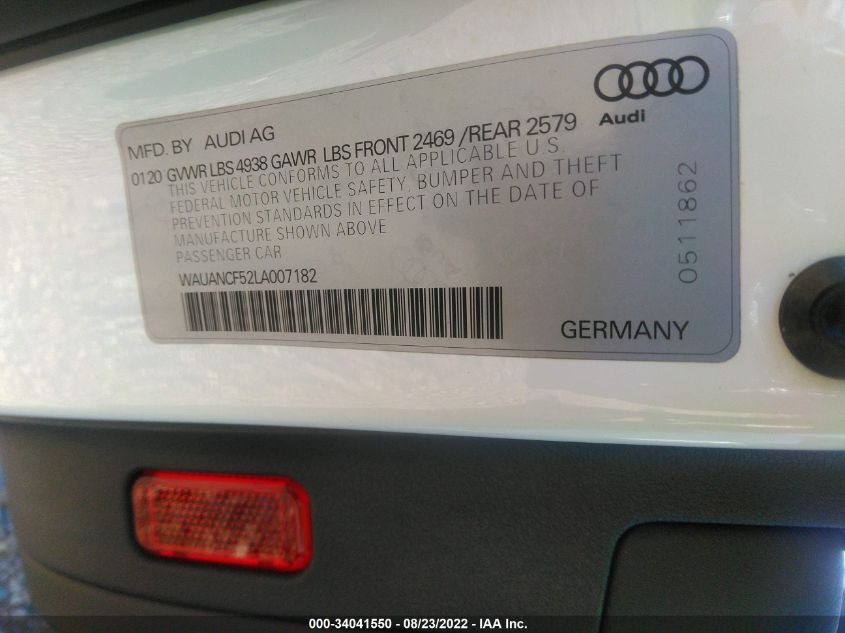 Audi
MFD. BY AUDI AG
0120 GVWR LBS 4938 GAWR LBS FRONT 2469 /REAR 2579
THIS VEHICLE CONFORMS TO ALL APPLICABLE U.S.
FEDERAL MOTOR VEHICLE SAFETY, BUMPER AND THEFT
PREVENTION STANDARDS IN EFFECT ON THE DATE OF
MANUFACTURE SHOWN ABOVE
PASSENGER CAR
WAUANCF52LA007182
GERMANY
0511862
000-34041550 - 08/23/2022 - IAA Inc.